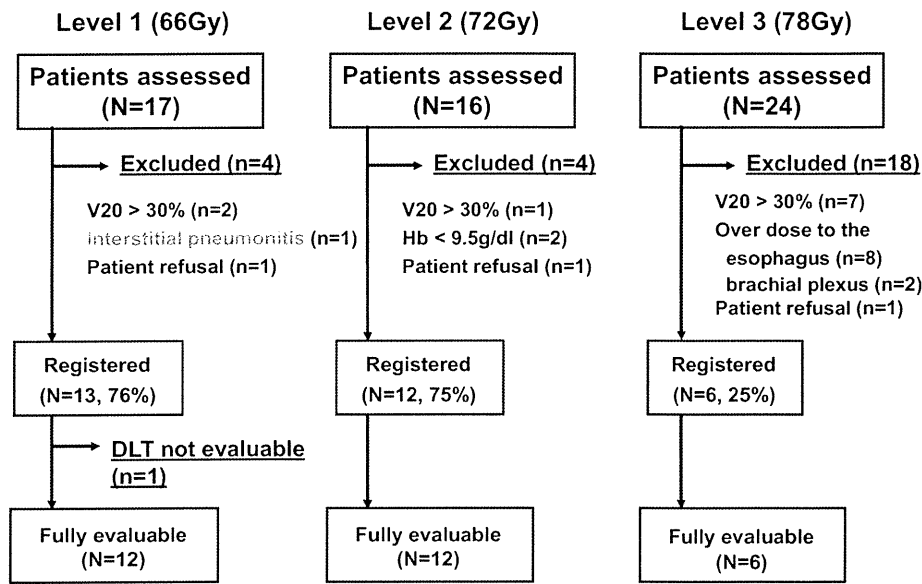 Level 1 (66Gy)
Patients assessed
(N=17)
Excluded (n=4)
V20 > 30% (n=2)
interstitial pneumonitis (n=1)
Patient refusal (n=1)
Registered
(N=13, 76%)
DLT not evaluable
(n=1)
Fully evaluable
(N=12)
Level 2 (72Gy)
Patients assessed
(N=16)
Excluded (n=4)
V20 > 30% (n=1)
Hb < 9.5g/dl (n=2)
Patient refusal (n=1)
Registered
(N=12, 75%)
Fully evaluable
(N=12)
Level 3 (78Gy)
Patients assessed
(N=24)
Excluded (n=18)
V20 > 30% (n=7)
Over dose to the
esophagus (n=8)
brachial plexus (n=2)
Patient refusal (n=1)
Registered
(N=6, 25%)
Fully evaluable
(N=6)